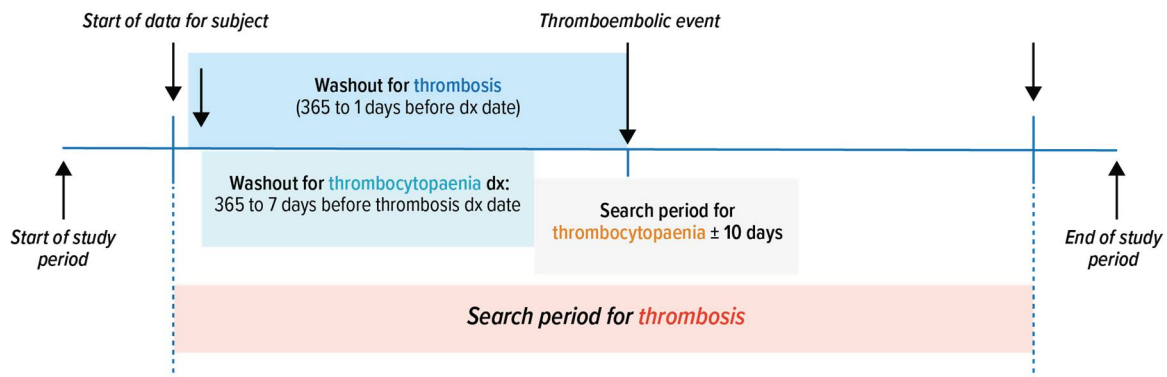 Start of data for subject
Thromboembolic event
Washout for thrombosis
(365 to 1 days before dx date)
Washout for thrombocytopaenia dx:
365 to 7 days before thrombosis dx date
Search period for
thrombocytopaenia ± 10 days
Start of study
period
End of study
period
Search period for thrombosis